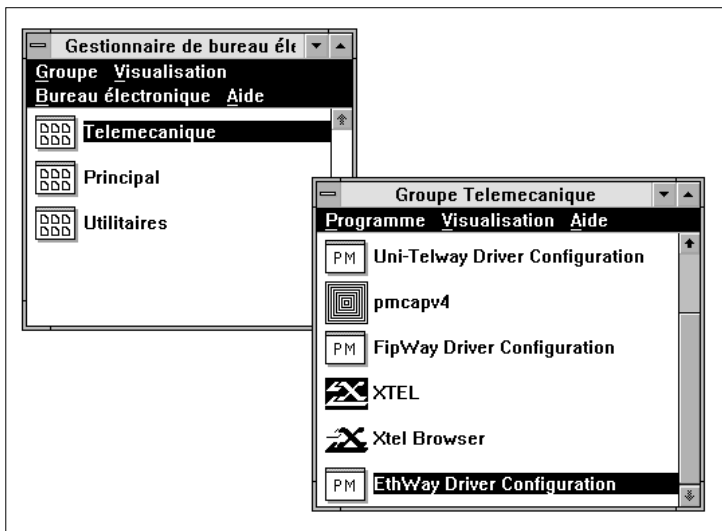 Gestionnaire de bureau éle
Groupe Visualisation
Bureau électronique Aide
Telemecanique
Principal
Utilitaires
Groupe Telemecanique
Programme Visualisation Aide
PM Uni-Telway Driver Configuration
pmcapv4
PM FipWay Driver Configuration
XTEL
Xtel Browser
PM EthWay Driver Configuration